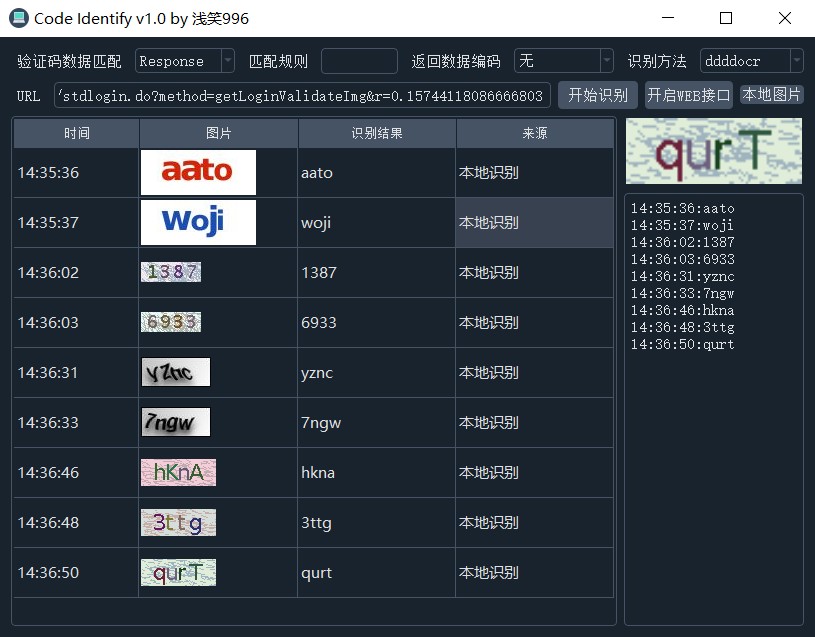 Code Identify v1.0 by 浅笑996
验证码数据匹配 Response 匹配规则 返回数据编码 无 识别方法 ddddocr
URL /stdlogin.do?method=getLoginValidateImg&r=0.15744118086666803 开始识别 开启WEB接口 本地图片
时间 图片 识别结果 来源
14:35:36 aato aato 本地识别
14:35:37 Woji woji 本地识别
14:36:02 1387 1387 本地识别
14:36:03 6933 6933 本地识别
14:36:31 yznc yznc 本地识别
14:36:33 7ngw 7ngw 本地识别
14:36:46 hKnA hkna 本地识别
14:36:48 3ttg 3ttg 本地识别
14:36:50 qurT qurt 本地识别
qurT
14:35:36:aato
14:35:37:woji
14:36:02:1387
14:36:03:6933
14:36:31:yznc
14:36:33:7ngw
14:36:46:hkna
14:36:48:3ttg
14:36:50:qurt